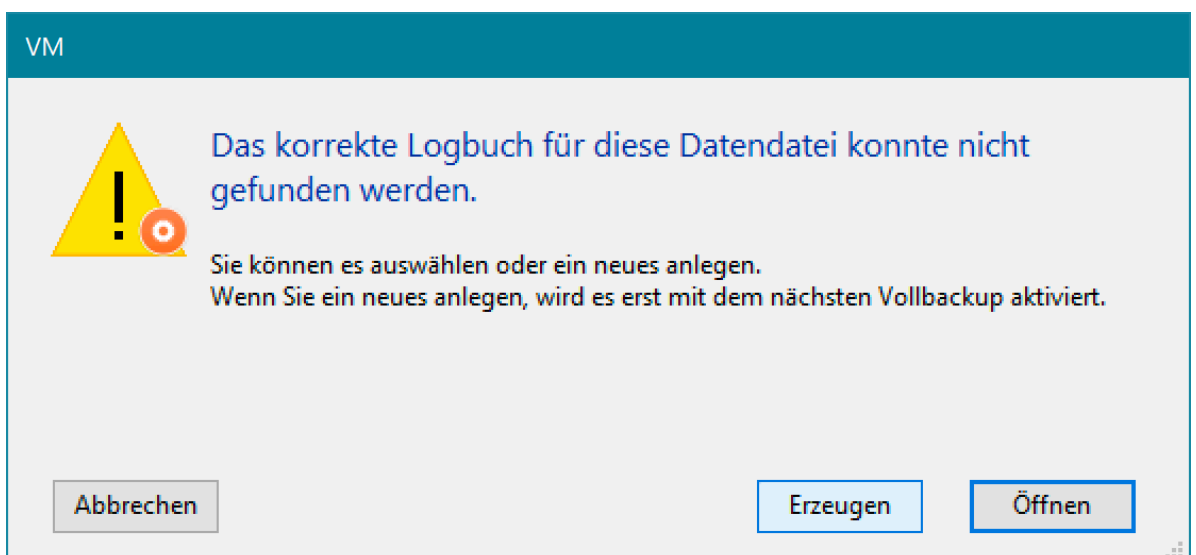 VM
Das korrekte Logbuch für diese Datendatei konnte nicht
gefunden werden.
Sie können es auswählen oder ein neues anlegen.
Wenn Sie ein neues anlegen, wird es erst mit dem nächsten Vollbackup aktiviert.
Abbrechen
Erzeugen
Öffnen